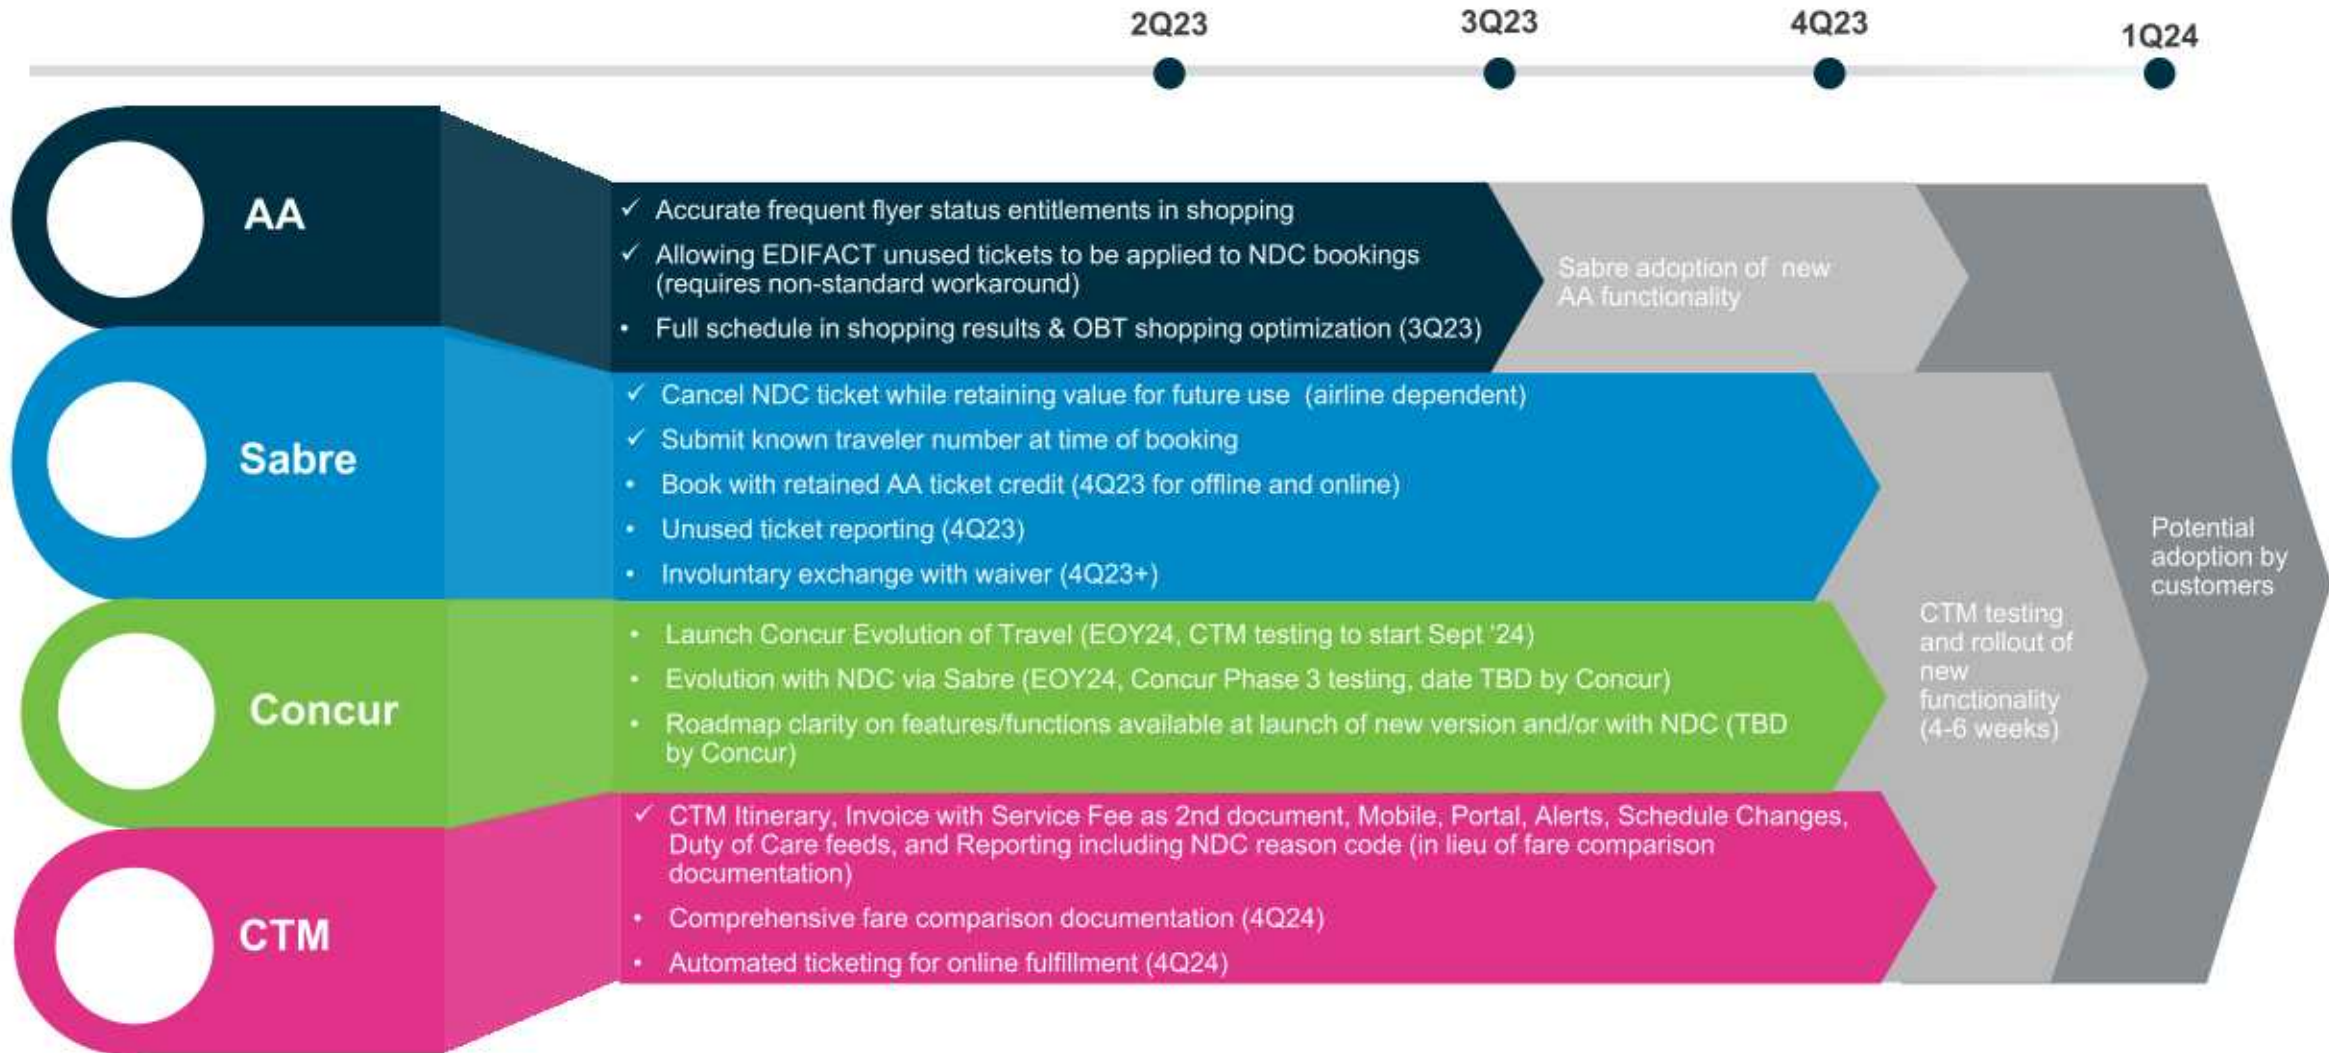 2Q23
3Q23
4Q23
1Q24
AA
✓ Accurate frequent flyer status entitlements in shopping
✓ Allowing EDIFACT unused tickets to be applied to NDC bookings
(requires non-standard workaround)
• Full schedule in shopping results & OBT shopping optimization (3Q23)
Sabre adoption of new
AA functionality
Sabre
✓ Cancel NDC ticket while retaining value for future use (airline dependent)
✓ Submit known traveler number at time of booking
• Book with retained AA ticket credit (4Q23 for offline and online)
• Unused ticket reporting (4Q23)
• Involuntary exchange with waiver (4Q23+)
Concur
• Launch Concur Evolution of Travel (EOY24, CTM testing to start Sept '24)
• Evolution with NDC via Sabre (EOY24, Concur Phase 3 testing, date TBD by Concur)
• Roadmap clarity on features/functions available at launch of new version and/or with NDC (TBD
by Concur)
CTM
✓ CTM Itinerary, Invoice with Service Fee as 2nd document, Mobile, Portal, Alerts, Schedule Changes,
Duty of Care feeds, and Reporting including NDC reason code (in lieu of fare comparison
documentation)
• Comprehensive fare comparison documentation (4Q24)
• Automated ticketing for online fulfillment (4Q24)
CTM testing
and rollout of
new
functionality
(4-6 weeks)
Potential
adoption by
customers